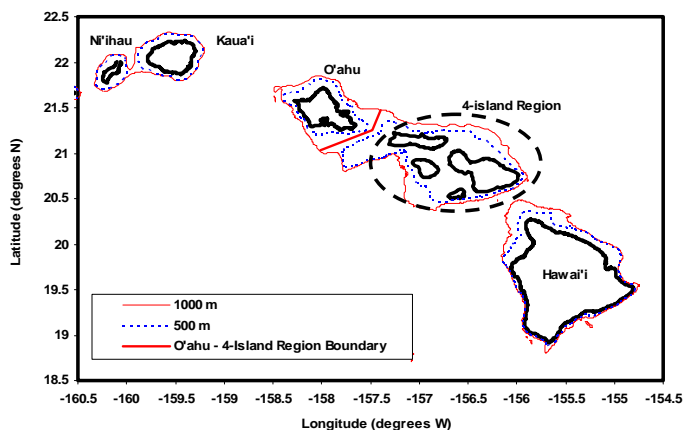 22.5
22
21.5
21
20.5
20
19.5
19
18.5
Latitude (degrees N)
Ni'ihau
Kaua'i
O'ahu
4-island Region
Hawai'i
1000 m
500 m
O'ahu - 4-Island Region Boundary
-160.5 -160 -159.5 -159 -158.5 -158 -157.5 -157 -156.5 -156 -155.5 -155 -154.5
Longitude (degrees W)